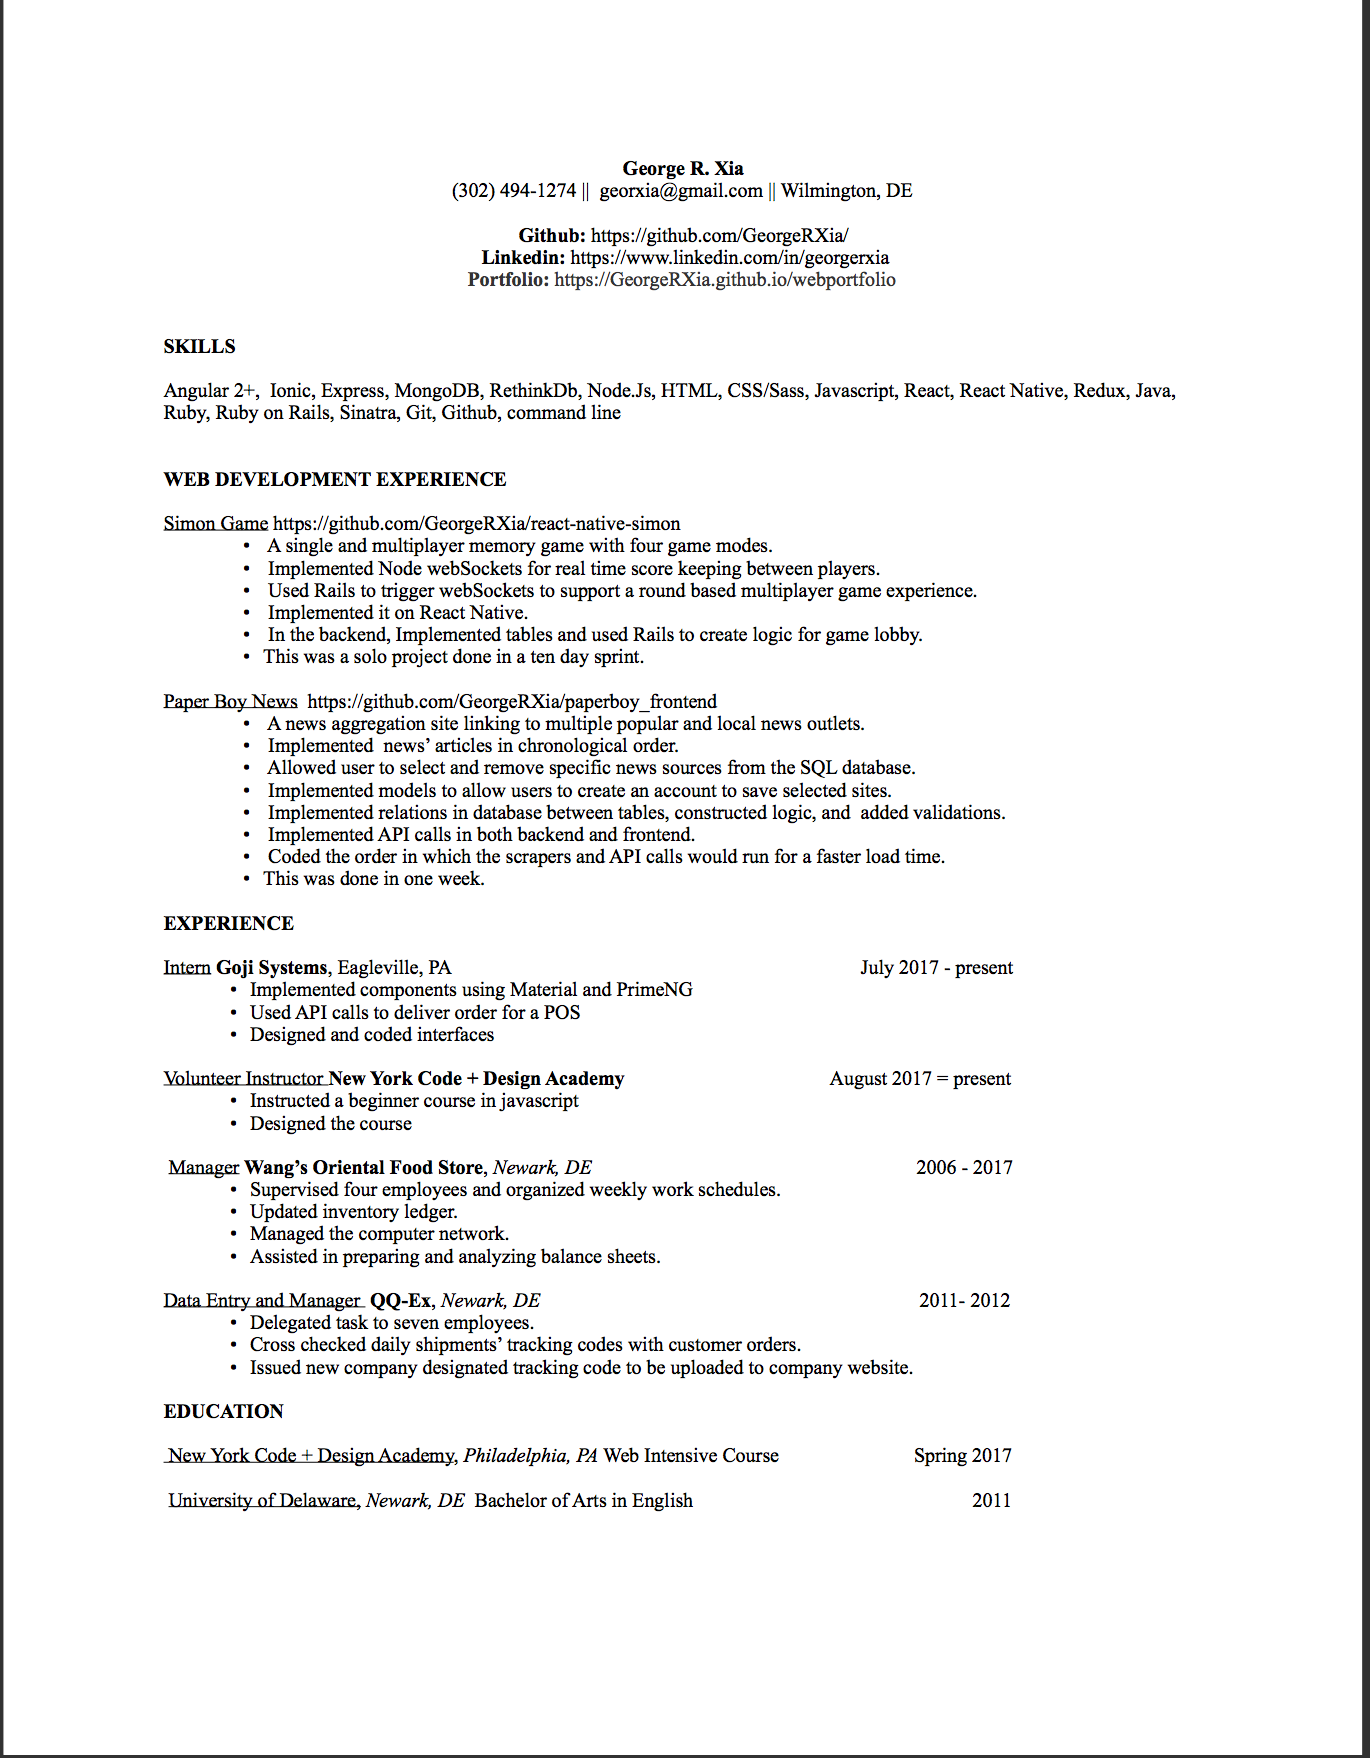 George R. Xia
(302) 494-1274 || georxia@gmail.com || Wilmington, DE
Github: https://github.com/GeorgeRXia/
Linkedin: https://www.linkedin.com/in/georgerxia
Portfolio: https://GeorgeRXia.github.io/webportfolio
SKILLS
Angular 2+, Ionic, Express, MongoDB, RethinkDb, Node.Js, HTML, CSS/Sass, Javascript, React, React Native, Redux, Java,
Ruby, Ruby on Rails, Sinatra, Git, Github, command line
WEB DEVELOPMENT EXPERIENCE
Simon Game https://github.com/GeorgeRXia/react-native-simon
• A single and multiplayer memory game with four game modes.
• Implemented Node webSockets for real time score keeping between players.
• Used Rails to trigger webSockets to support a round based multiplayer game experience.
• Implemented it on React Native.
• In the backend, Implemented tables and used Rails to create logic for game lobby.
• This was a solo project done in a ten day sprint.
Paper Boy News https://github.com/GeorgeRXia/paperboy_frontend
• A news aggregation site linking to multiple popular and local news outlets.
• Implemented news’ articles in chronological order.
• Allowed user to select and remove specific news sources from the SQL database.
• Implemented models to allow users to create an account to save selected sites.
• Implemented relations in database between tables, constructed logic, and added validations.
• Implemented API calls in both backend and frontend.
• Coded the order in which the scrapers and API calls would run for a faster load time.
• This was done in one week.
EXPERIENCE
Intern Goji Systems, Eagleville, PA July 2017 - present
• Implemented components using Material and PrimeNG
• Used API calls to deliver order for a POS
• Designed and coded interfaces
Volunteer Instructor New York Code + Design Academy August 2017 = present
• Instructed a beginner course in javascript
• Designed the course
Manager Wang’s Oriental Food Store, Newark, DE 2006 - 2017
• Supervised four employees and organized weekly work schedules.
• Updated inventory ledger.
• Managed the computer network.
• Assisted in preparing and analyzing balance sheets.
Data Entry and Manager QQ-Ex, Newark, DE 2011- 2012
• Delegated task to seven employees.
• Cross checked daily shipments’ tracking codes with customer orders.
• Issued new company designated tracking code to be uploaded to company website.
EDUCATION
New York Code + Design Academy, Philadelphia, PA Web Intensive Course Spring 2017
University of Delaware, Newark, DE Bachelor of Arts in English 2011